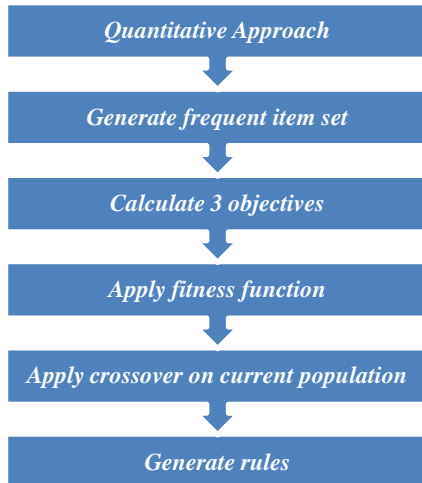 Quantitative Approach
Generate frequent item set
Calculate 3 objectives
Apply fitness function
Apply crossover on current population
Generate rules